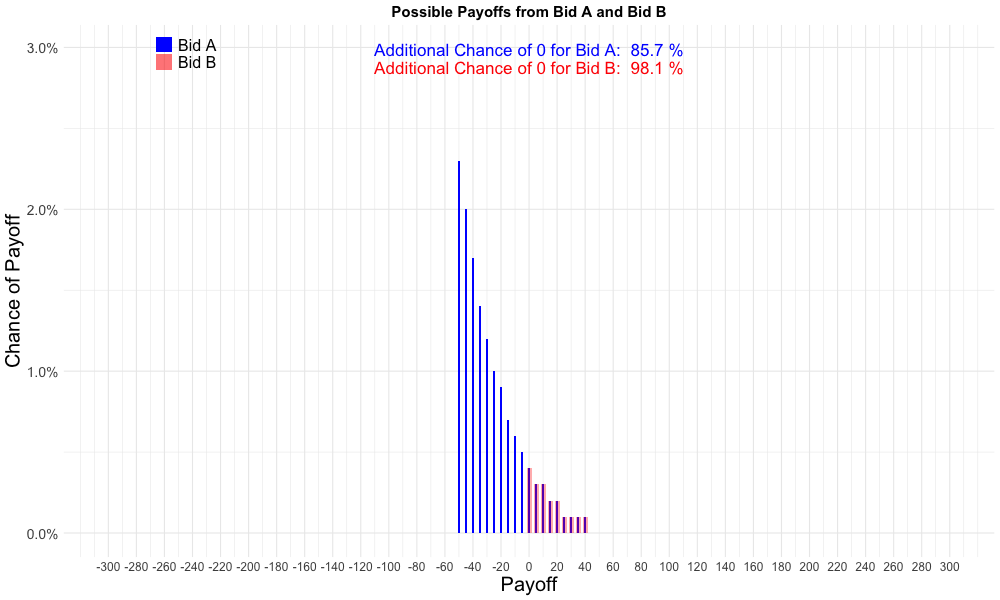 Possible Payoffs from Bid A and Bid B
Bid A
Bid B
Additional Chance of 0 for Bid A:  85.7 %
Additional Chance of 0 for Bid B:  98.1 %
3.0%
2.0%
1.0%
0.0%
Chance of Payoff
-300 -280 -260 -240 -220 -200 -180 -160 -140 -120 -100 -80 -60 -40 -20 0 20 40 60 80 100 120 140 160 180 200 220 240 260 280 300
Payoff